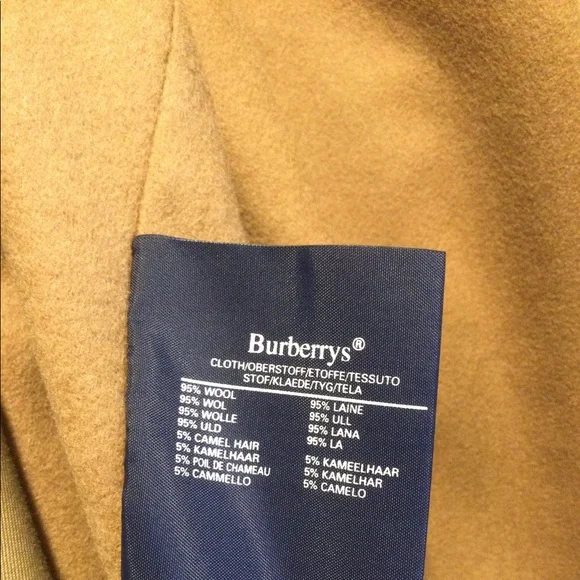 Burberrys®
CLOTH/OBERSTOFF/ETOFFE/TESSUTO
STOF/KLAEDE/TYG/TELA
95% WOOL
95% WOL
95% WOLLE
95% ULD
5% CAMEL HAIR
5% KAMELHAAR
5% POIL DE CHAMEAU
5% CAMMELLO
95% LAINE
95% ULL
95% LANA
95% LA
5% KAMEELHAAR
5% KAMELHAR
5% CAMELO